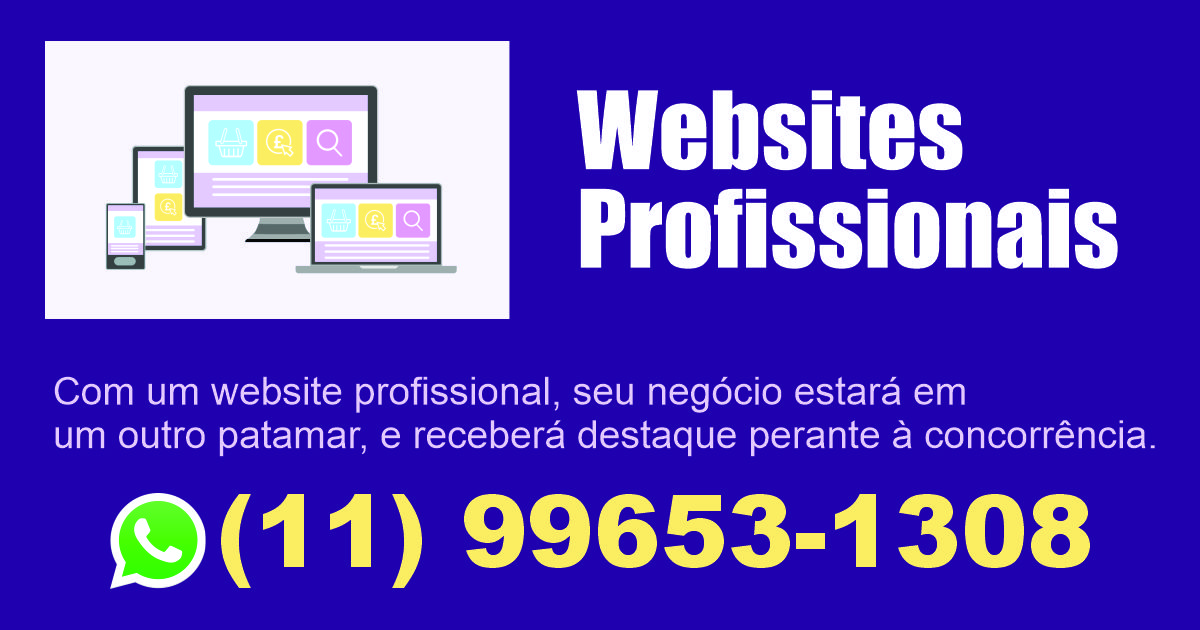 Websites
Profissionais
£
£
£
Com um website profissional, seu negócio estará em
um outro patamar, e receberá destaque perante à concorrência.
(11) 99653-1308